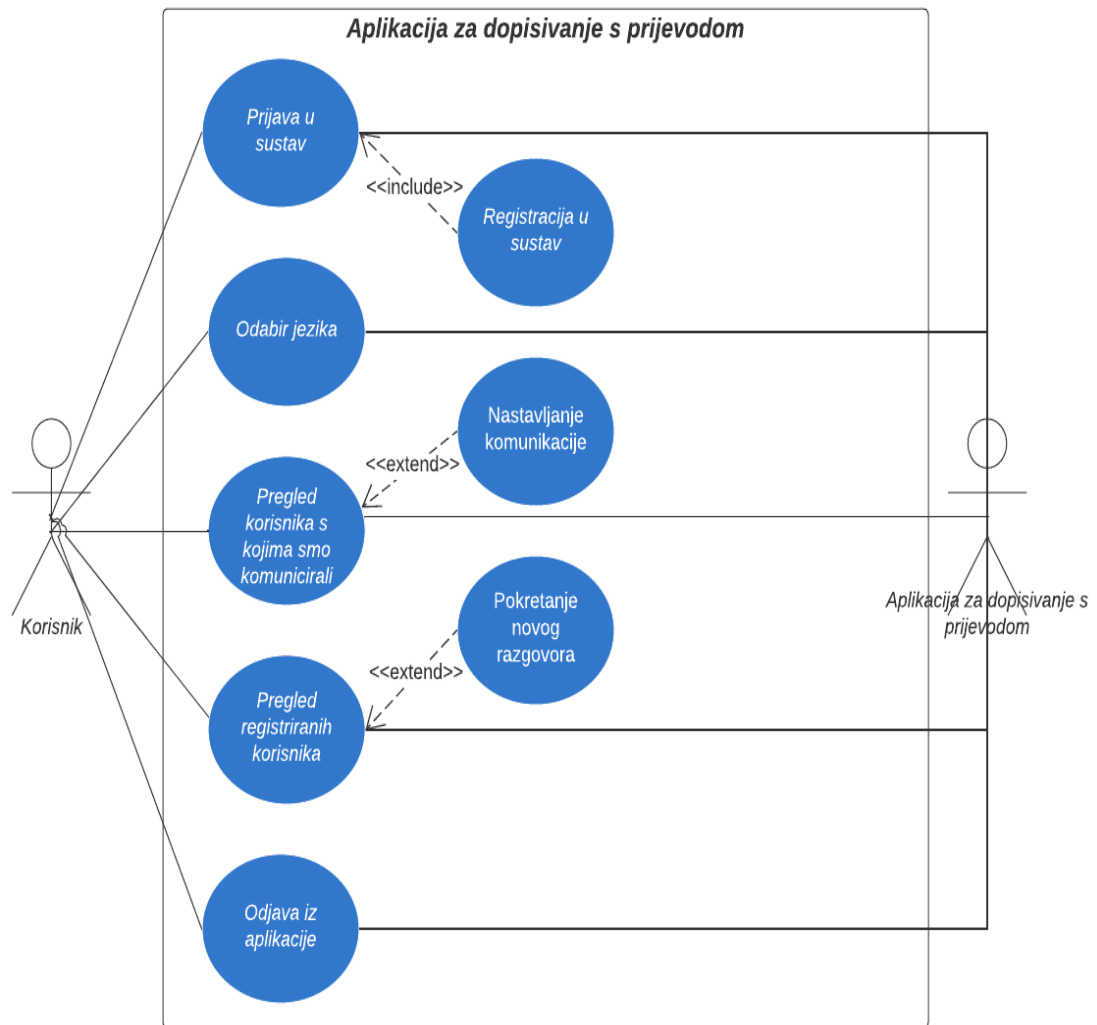 Aplikacija za dopisivanje s prijevodom
Prijava u
sustav
<<include>>
Registracija u
sustav
Odabir jezika
Nastavljanje
komunikacije
<<extend>>
Pregled
korisnika s
kojima smo
komunicirali
Korisnik
Aplikacija za dopisivanje s
prijevodom
Pokretanje
novog
razgovora
<<extend>>
Pregled
registriranih
korisnika
Odjava iz
aplikacije